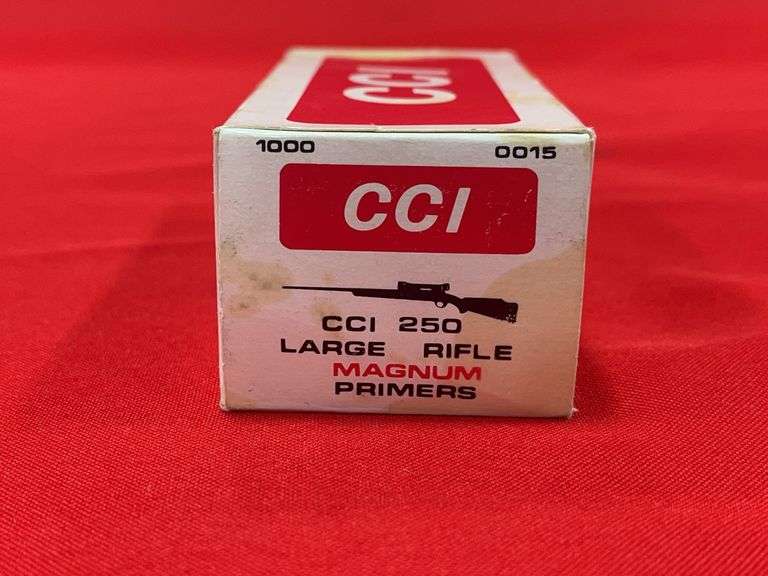 CCI
1000 0015
CCI
CCI 250
LARGE RIFLE
MAGNUM
PRIMERS